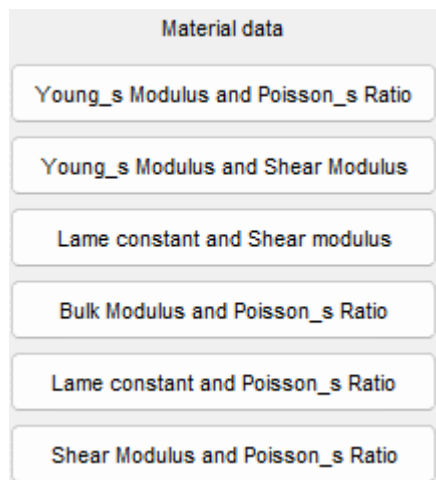 Material data
Young_s Modulus and Poisson_s Ratio
Young_s Modulus and Shear Modulus
Lame constant and Shear modulus
Bulk Modulus and Poisson_s Ratio
Lame constant and Poisson_s Ratio
Shear Modulus and Poisson_s Ratio